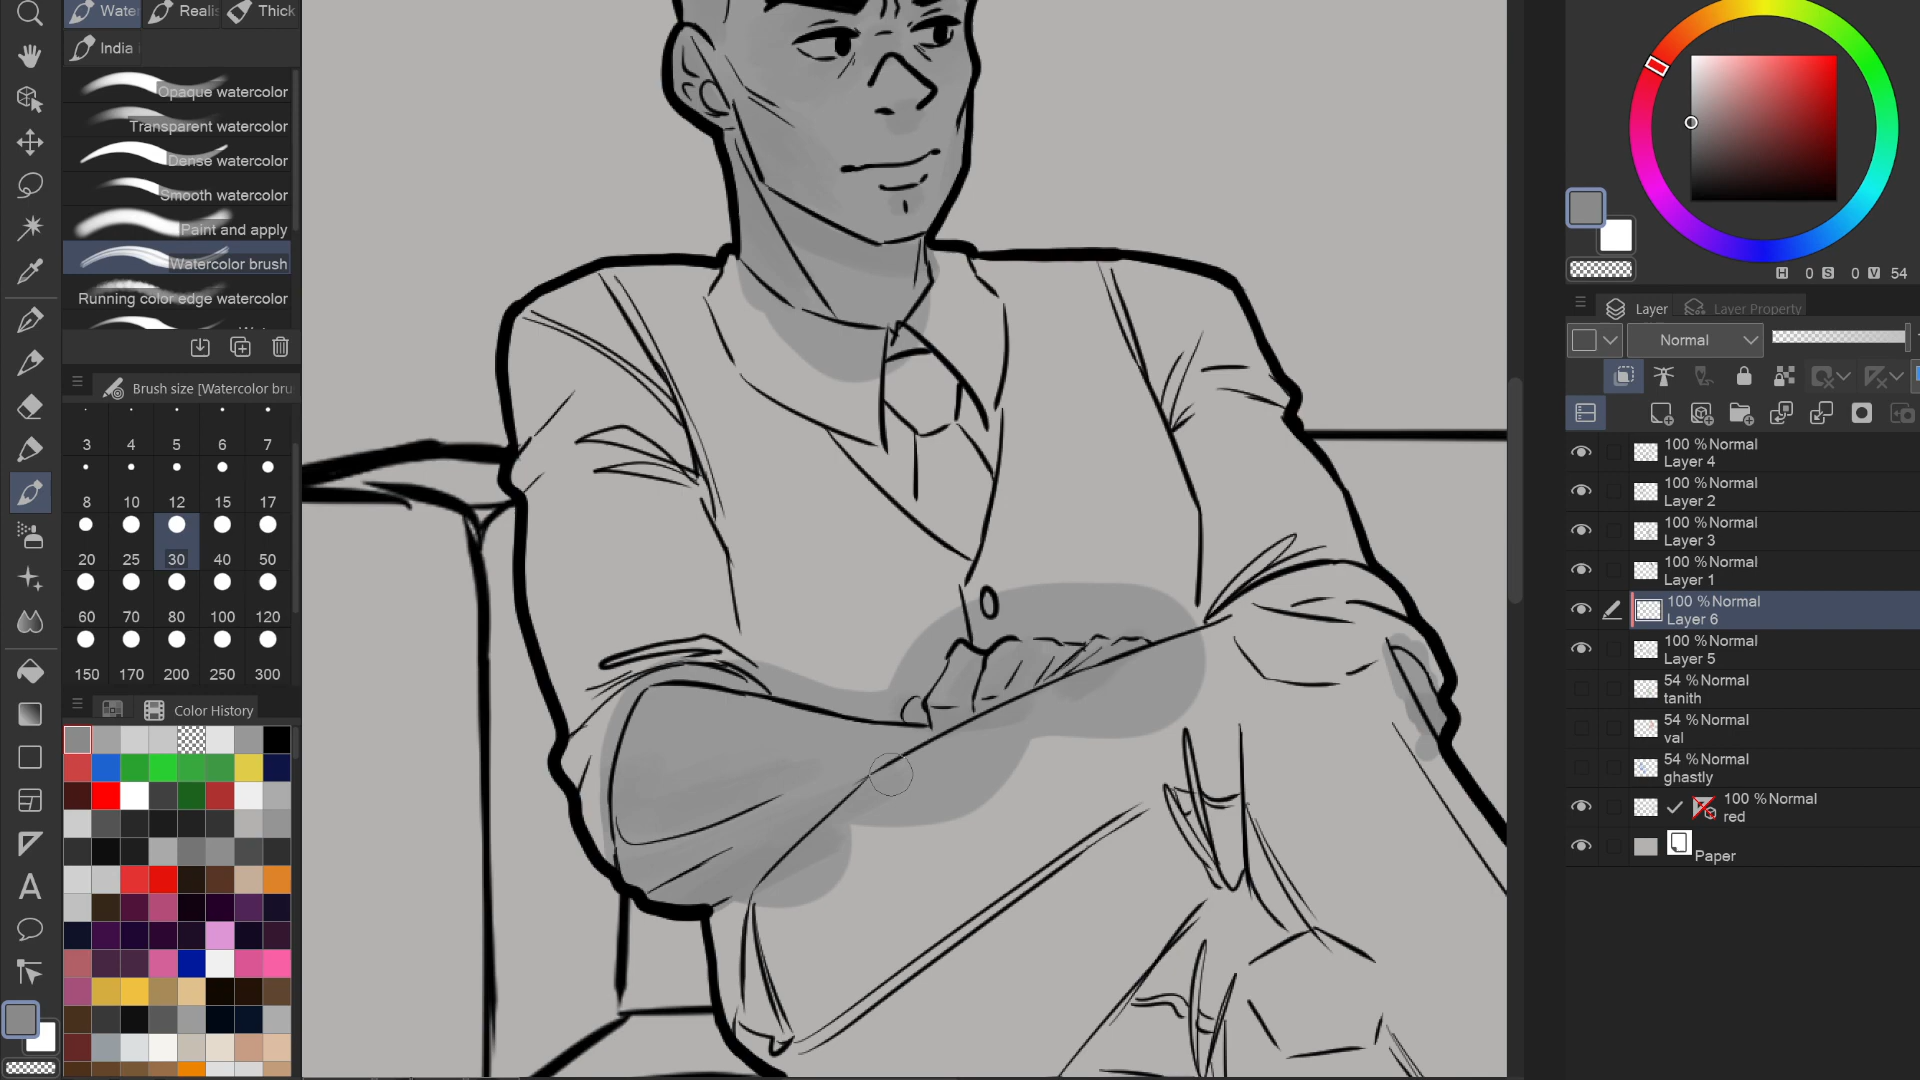 Water
Realis
Thick
India
Opaque watercolor
Transparent watercolor
Dense watercolor
Smooth watercolor
Paint and apply
Watercolor brush
Running color edge watercolor
Brush size [Watercolor bru
3 4 5 6 7
8 10 12 15 17
20 25 30 40 50
60 70 80 100 120
150 170 200 250 300
Color History
H 0 S 0 V 54
Layer
Layer Property
Normal
100 %Normal
Layer 4
100 %Normal
Layer 2
100 %Normal
Layer 3
100 %Normal
Layer 1
100 %Normal
Layer 6
100 %Normal
Layer 5
54 %Normal
tanith
54 %Normal
val
54 %Normal
ghastly
100 %Normal
red
Paper